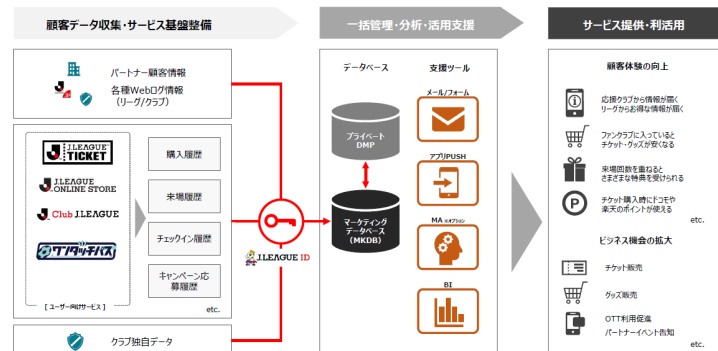 顧客データ収集・サービス基盤整備
一括管理・分析・活用支援
サービス提供・利活用
パートナー顧客情報
各種Webログ情報
（リーグ/クラブ）
J.LEAGUE
TICKET
J.LEAGUE
ONLINE STORE
Club J.LEAGUE
ワンタッチパス
[ ユーザー向けサービス ]
購入履歴
来場履歴
チェックイン履歴
キャンペーン応
募履歴
etc.
クラブ独自データ
J.LEAGUE ID
データベース
プライベート
DMP
マーケティング
データベース
(MKDB)
支援ツール
メール/フォーム
アプリPUSH
MA ※オプション
BI
顧客体験の向上
応援クラブから情報が届く
リーグからお得な情報が届く
ファンクラブに入っていると
チケット・グッズが安くなる
来場回数を重ねると
さまざまな特典を受けられる
チケット購入時にドコモや
楽天のポイントが使える
etc.
ビジネス機会の拡大
チケット販売
グッズ販売
OTT利用促進
パートナーイベント告知
etc.